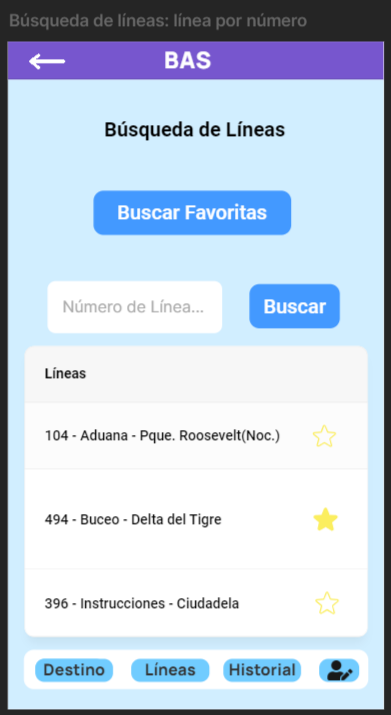 Búsqueda de líneas: línea por número
BAS
Búsqueda de Líneas
Buscar Favoritas
Número de Línea... Buscar
Líneas
104 - Aduana - Pque. Roosevelt(Noc.)
494 - Buceo - Delta del Tigre
396 - Instrucciones - Ciudadela
Destino Líneas Historial